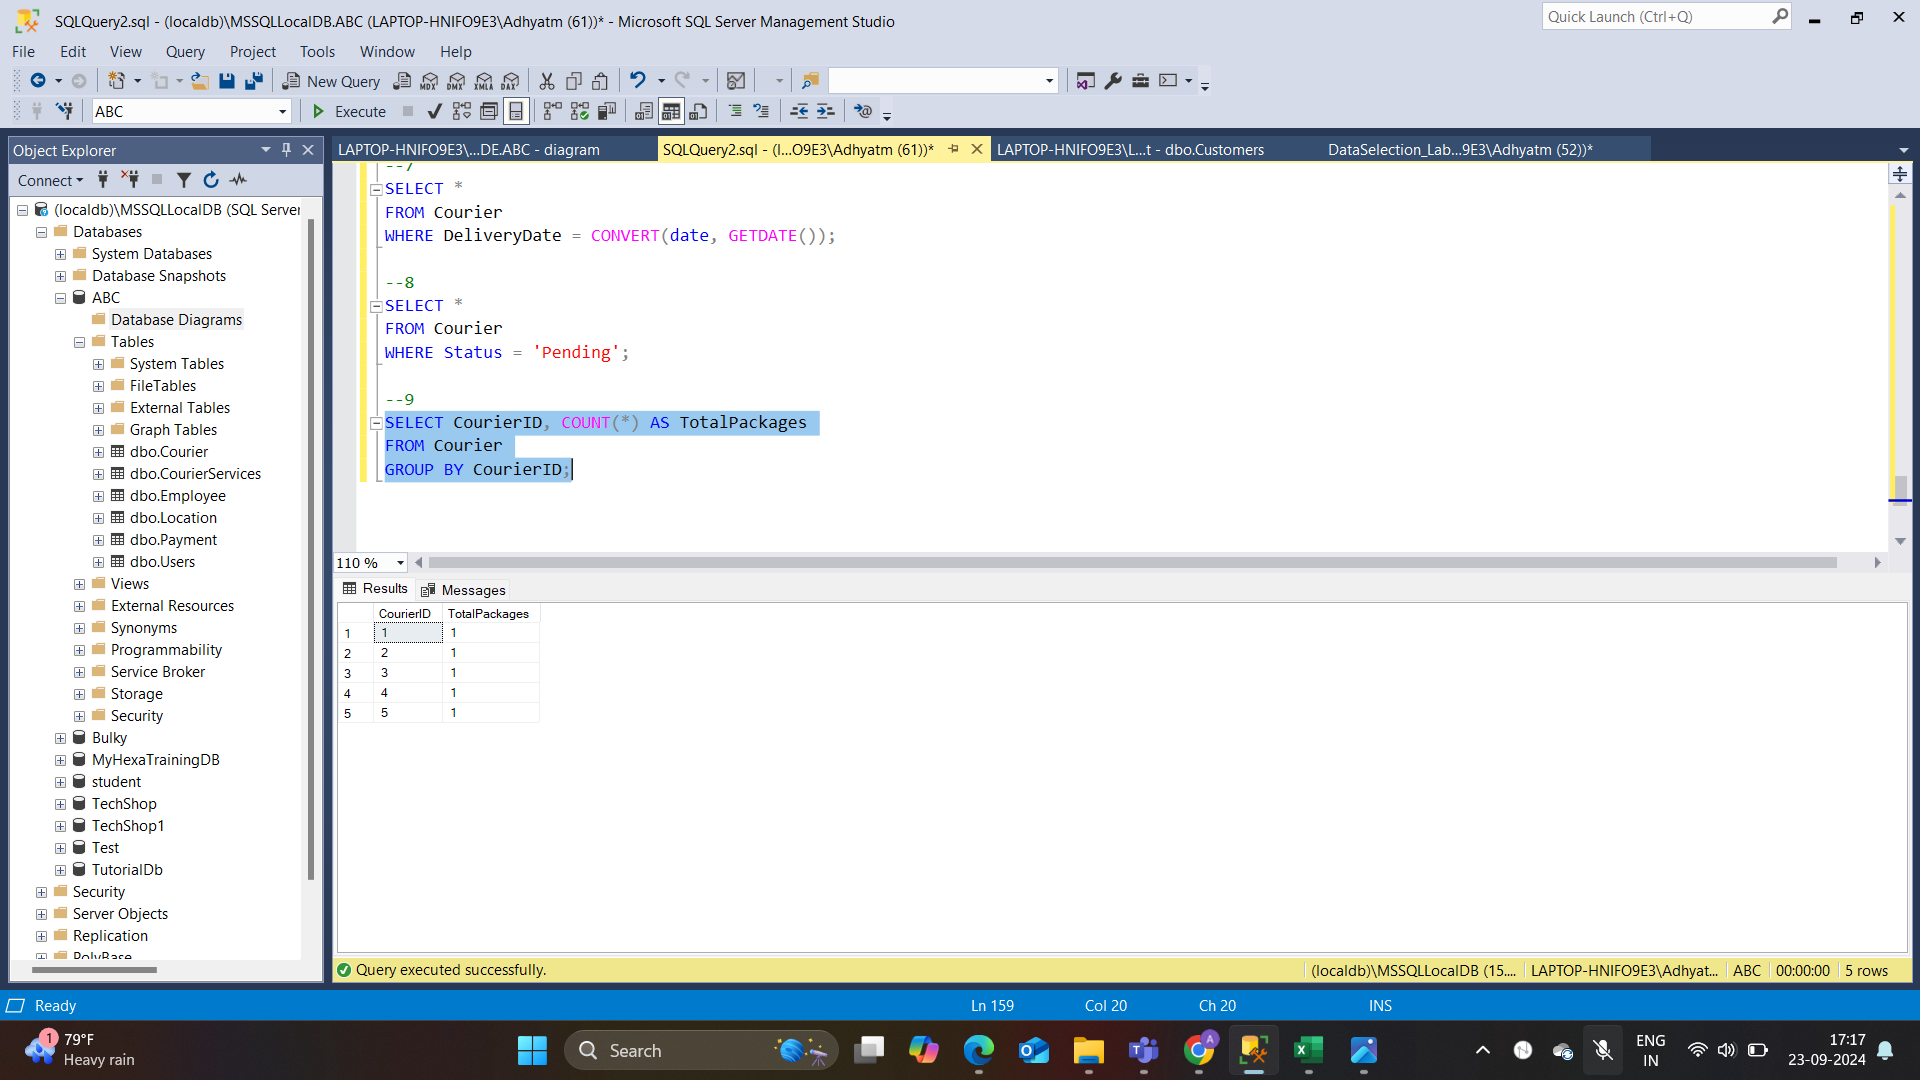 SQLQuery2.sql - (localdb)\MSSQLLocalDB.ABC (LAPTOP-HNIFO9E3\Adhyatm (61))* - Microsoft SQL Server Management Studio
Quick Launch (Ctrl+Q)
File Edit View Query Project Tools Window Help
New Query
MDX DMX XMLA DAX
ABC
Execute
Object Explorer
LAPTOP-HNIFO9E3\...DE.ABC - diagram
SQLQuery2.sql - (l...O9E3\Adhyatm (61))*
LAPTOP-HNIFO9E3\L...t - dbo.Customers
DataSelection_Lab...9E3\Adhyatm (52))*
Connect
(localdb)\MSSQLLocalDB (SQL Server
Databases
System Databases
Database Snapshots
ABC
Database Diagrams
Tables
System Tables
FileTables
External Tables
Graph Tables
dbo.Courier
dbo.CourierServices
dbo.Employee
dbo.Location
dbo.Payment
dbo.Users
Views
External Resources
Synonyms
Programmability
Service Broker
Storage
Security
Bulky
MyHexaTrainingDB
student
TechShop
TechShop1
Test
TutorialDb
Security
Server Objects
Replication
PolyBase
--7
SELECT *
FROM Courier
WHERE DeliveryDate = CONVERT(date, GETDATE());
--8
SELECT *
FROM Courier
WHERE Status = 'Pending';
--9
SELECT CourierID, COUNT(*) AS TotalPackages
FROM Courier
GROUP BY CourierID;
110 %
Results Messages
CourierID TotalPackages
1 1 1
2 2 1
3 3 1
4 4 1
5 5 1
Query executed successfully.
(localdb)\MSSQLLocalDB (15.... LAPTOP-HNIFO9E3\Adhyat... ABC 00:00:00 5 rows
Ready
Ln 159 Col 20 Ch 20 INS
1
79°F
Heavy rain
Search
A
ENG
IN
17:17
23-09-2024